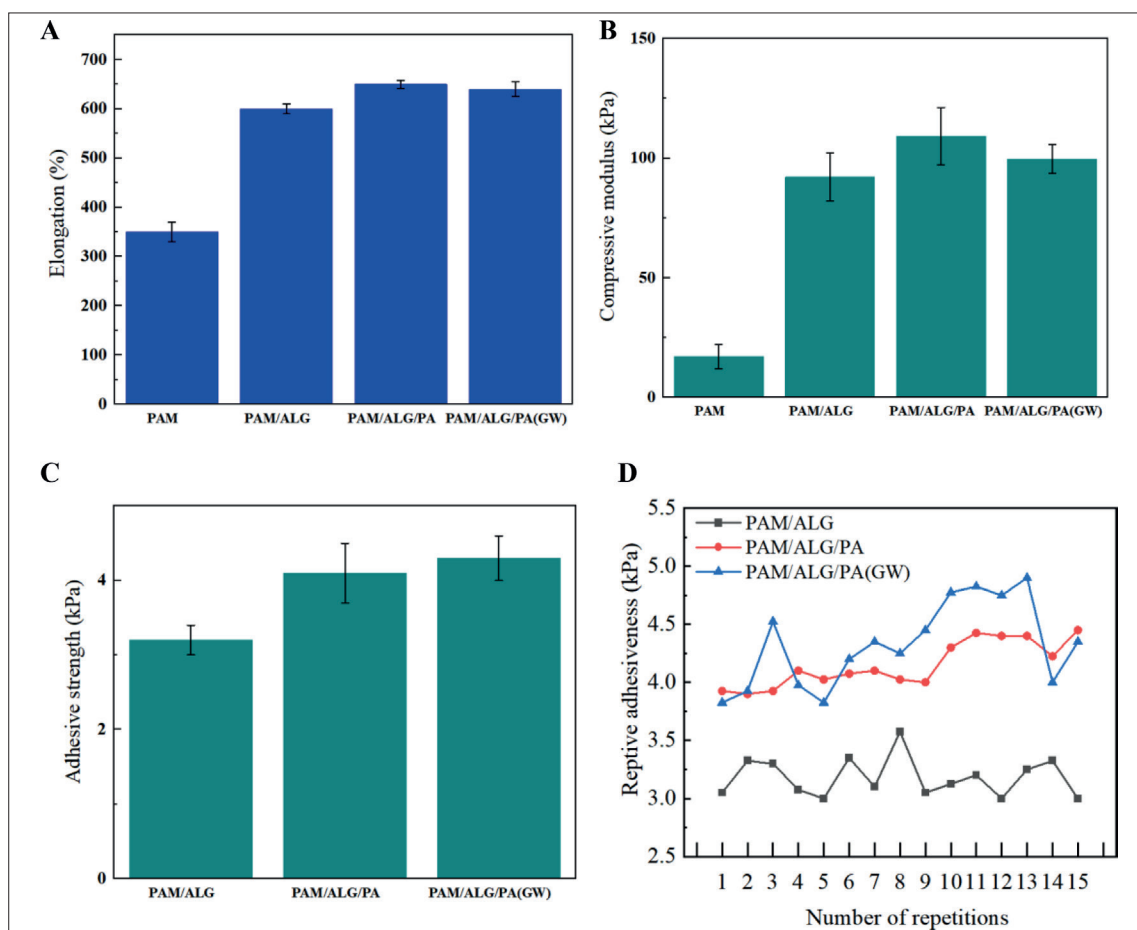 A
Elongation (%)
700
600
500
400
300
200
100
0
PAM
PAM/ALG
PAM/ALG/PA
PAM/ALG/PA(GW)
B
Compressive modulus (kPa)
150
100
50
0
PAM
PAM/ALG
PAM/ALG/PA
PAM/ALG/PA(GW)
C
Adhesive strength (kPa)
4
2
0
PAM/ALG
PAM/ALG/PA
PAM/ALG/PA(GW)
D
Reptive adhesiveness (kPa)
5.5
5.0
4.5
4.0
3.5
3.0
2.5
PAM/ALG
PAM/ALG/PA
PAM/ALG/PA(GW)
1 2 3 4 5 6 7 8 9 10 11 12 13 14 15
Number of repetitions